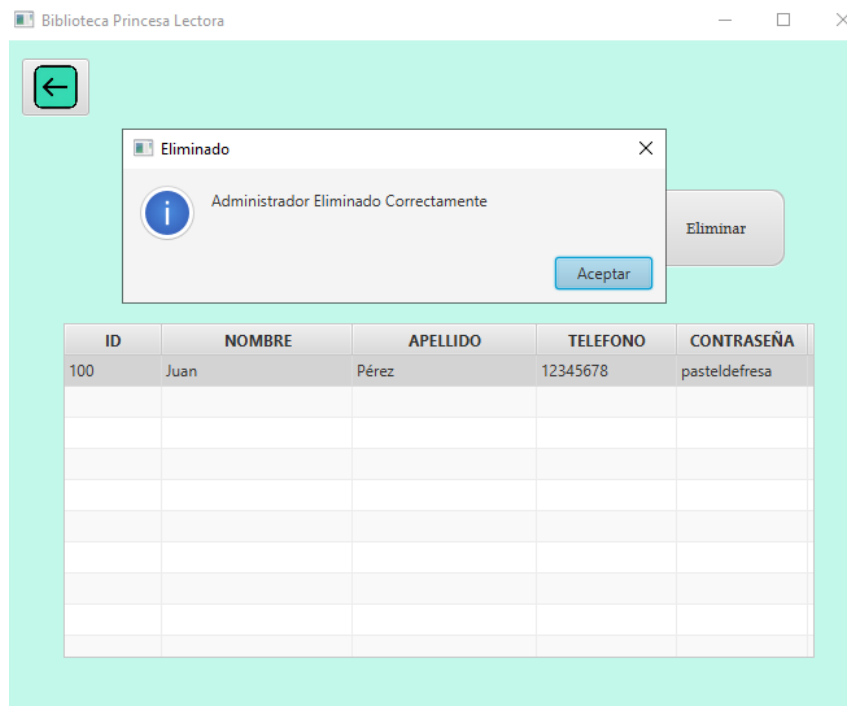 Biblioteca Princesa Lectora
Eliminado
Administrador Eliminado Correctamente
Eliminar
Aceptar
ID NOMBRE APELLIDO TELEFONO CONTRASEÑA
100 Juan Pérez 12345678 pasteldefresa